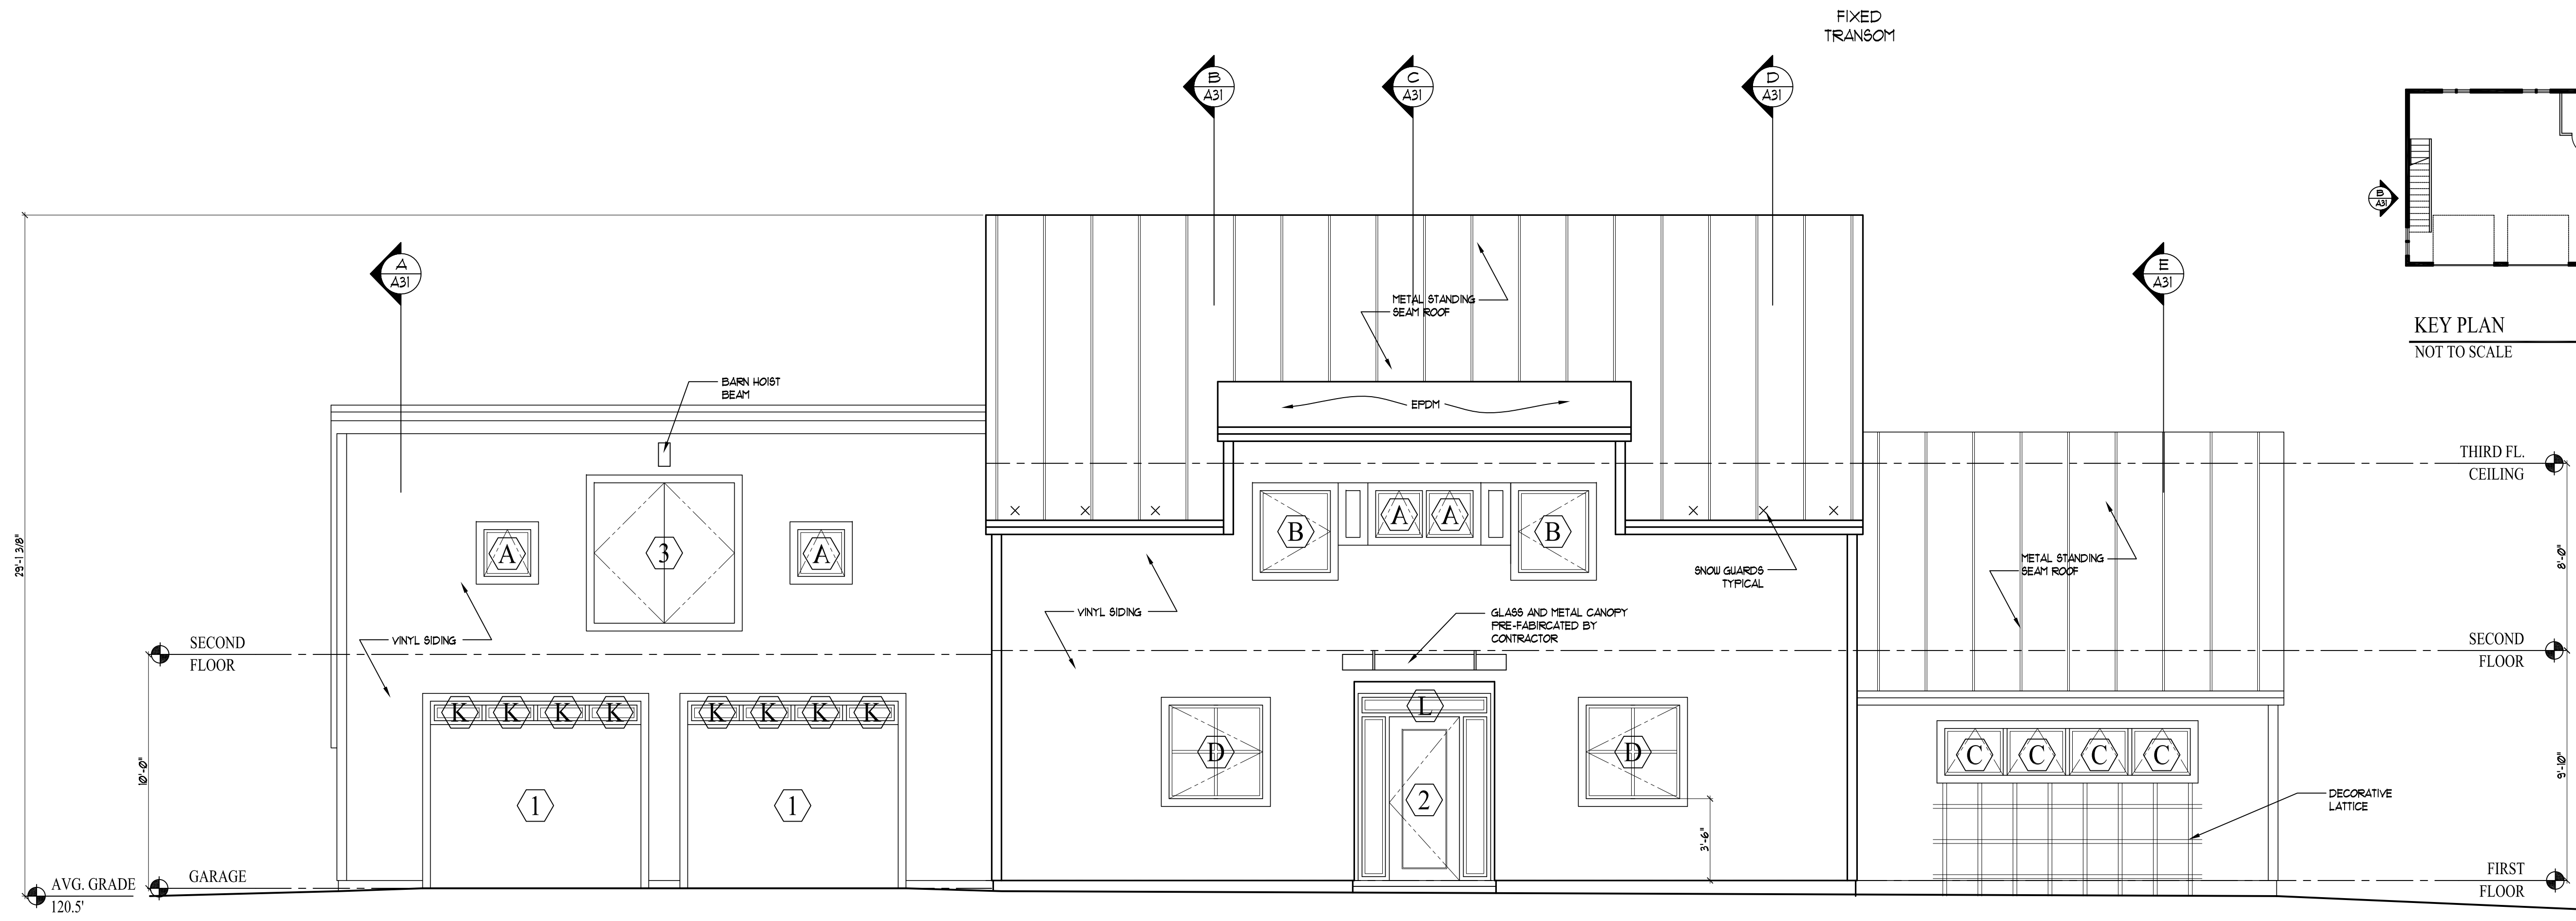 FIXED
TRANSOM
B
A31
C
A31
D
A31
A
A31
E
A31
B
A31
KEY PLAN
NOT TO SCALE
METAL STANDING
SEAM ROOF
BARN HOIST
BEAM
EPDM
THIRD FL.
CEILING
29'-1 3/8"
A
3
A
B
A
A
B
SNOW GUARDS
TYPICAL
METAL STANDING
SEAM ROOF
8'-0"
VINYL SIDING
VINYL SIDING
GLASS AND METAL CANOPY
PRE-FABIRCATED BY
CONTRACTOR
SECOND
FLOOR
SECOND
FLOOR
K K K K
K K K K
L
D
D
C C C C
10'-0"
9'-10"
1
1
2
3'-6"
DECORATIVE
LATTICE
AVG. GRADE
120.5'
GARAGE
FIRST
FLOOR